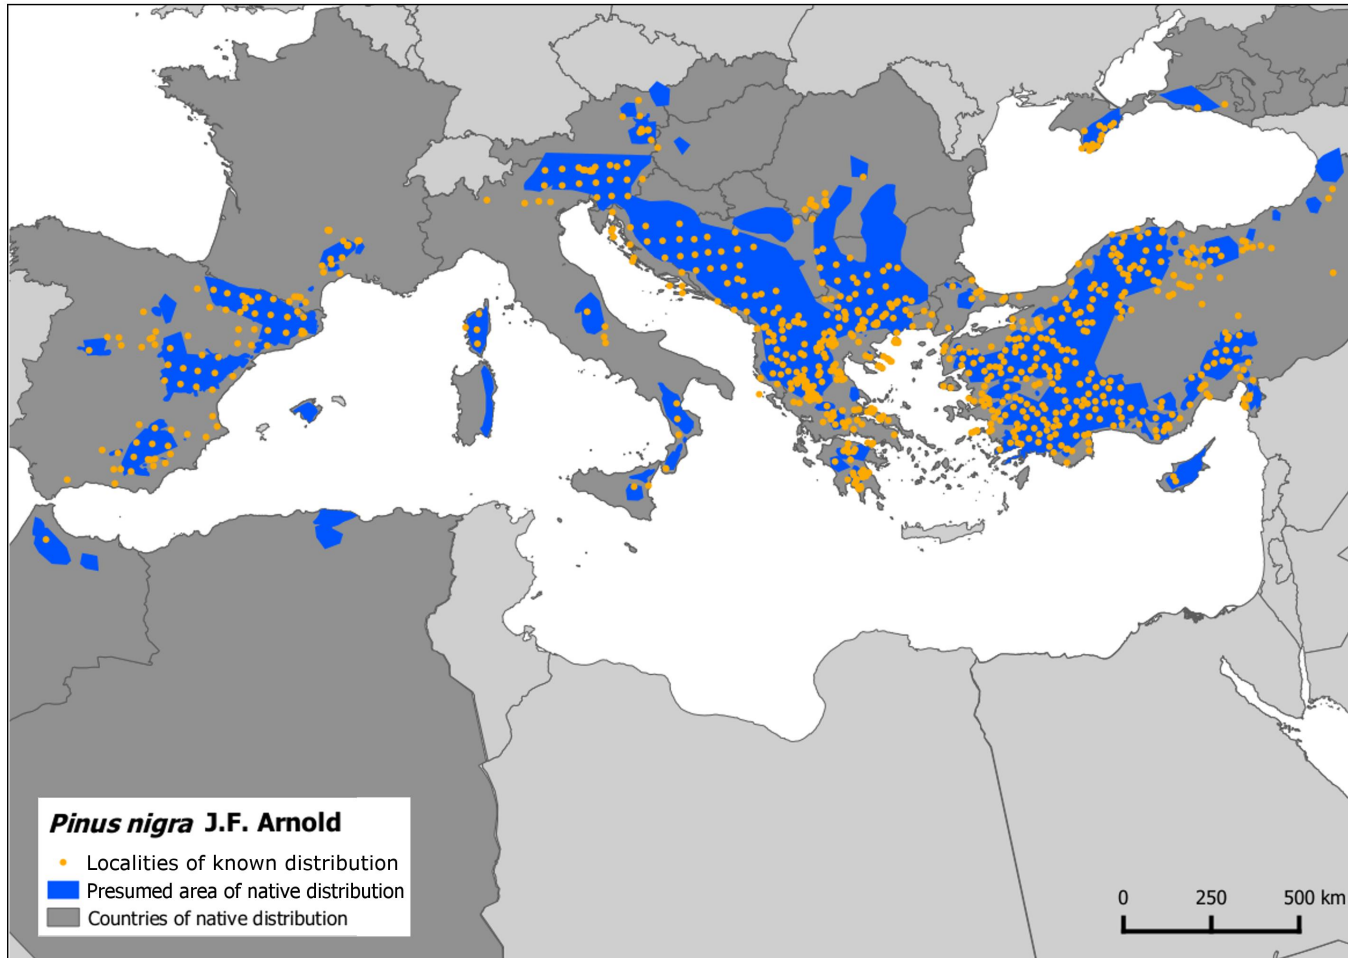 Pinus nigra J.F. Arnold
Localities of known distribution
Presumed area of native distribution
Countries of native distribution
0 250 500 km